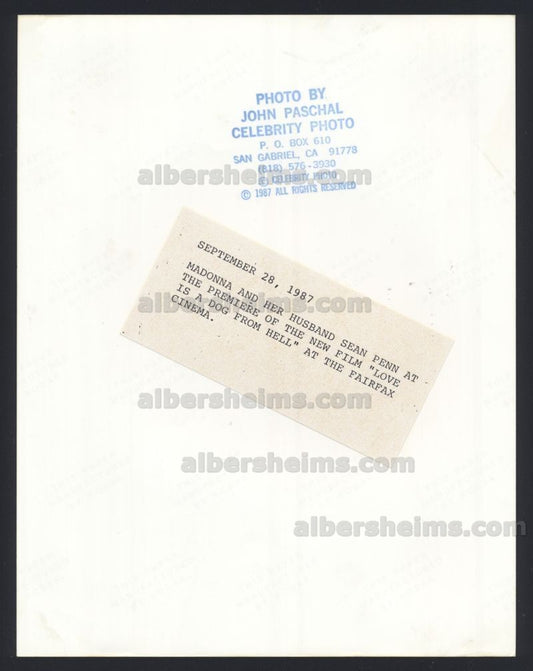 PHOTO BY
JOHN PASCHAL
CELEBRITY PHOTO
P. O. BOX 610
SAN GABRIEL, CA 91778
(818) 576-3930
© CELEBRITY PHOTO
© 1987 ALL RIGHTS RESERVED
albersheims.com
SEPTEMBER 28, 1987
MADONNA AND HER HUSBAND SEAN PENN AT
THE PREMIERE OF THE NEW FILM "LOVE
IS A DOG FROM HELL" AT THE FAIRFAX
CINEMA.
albersheims.com
albersheims.com
albersheims.com
albersheims.com